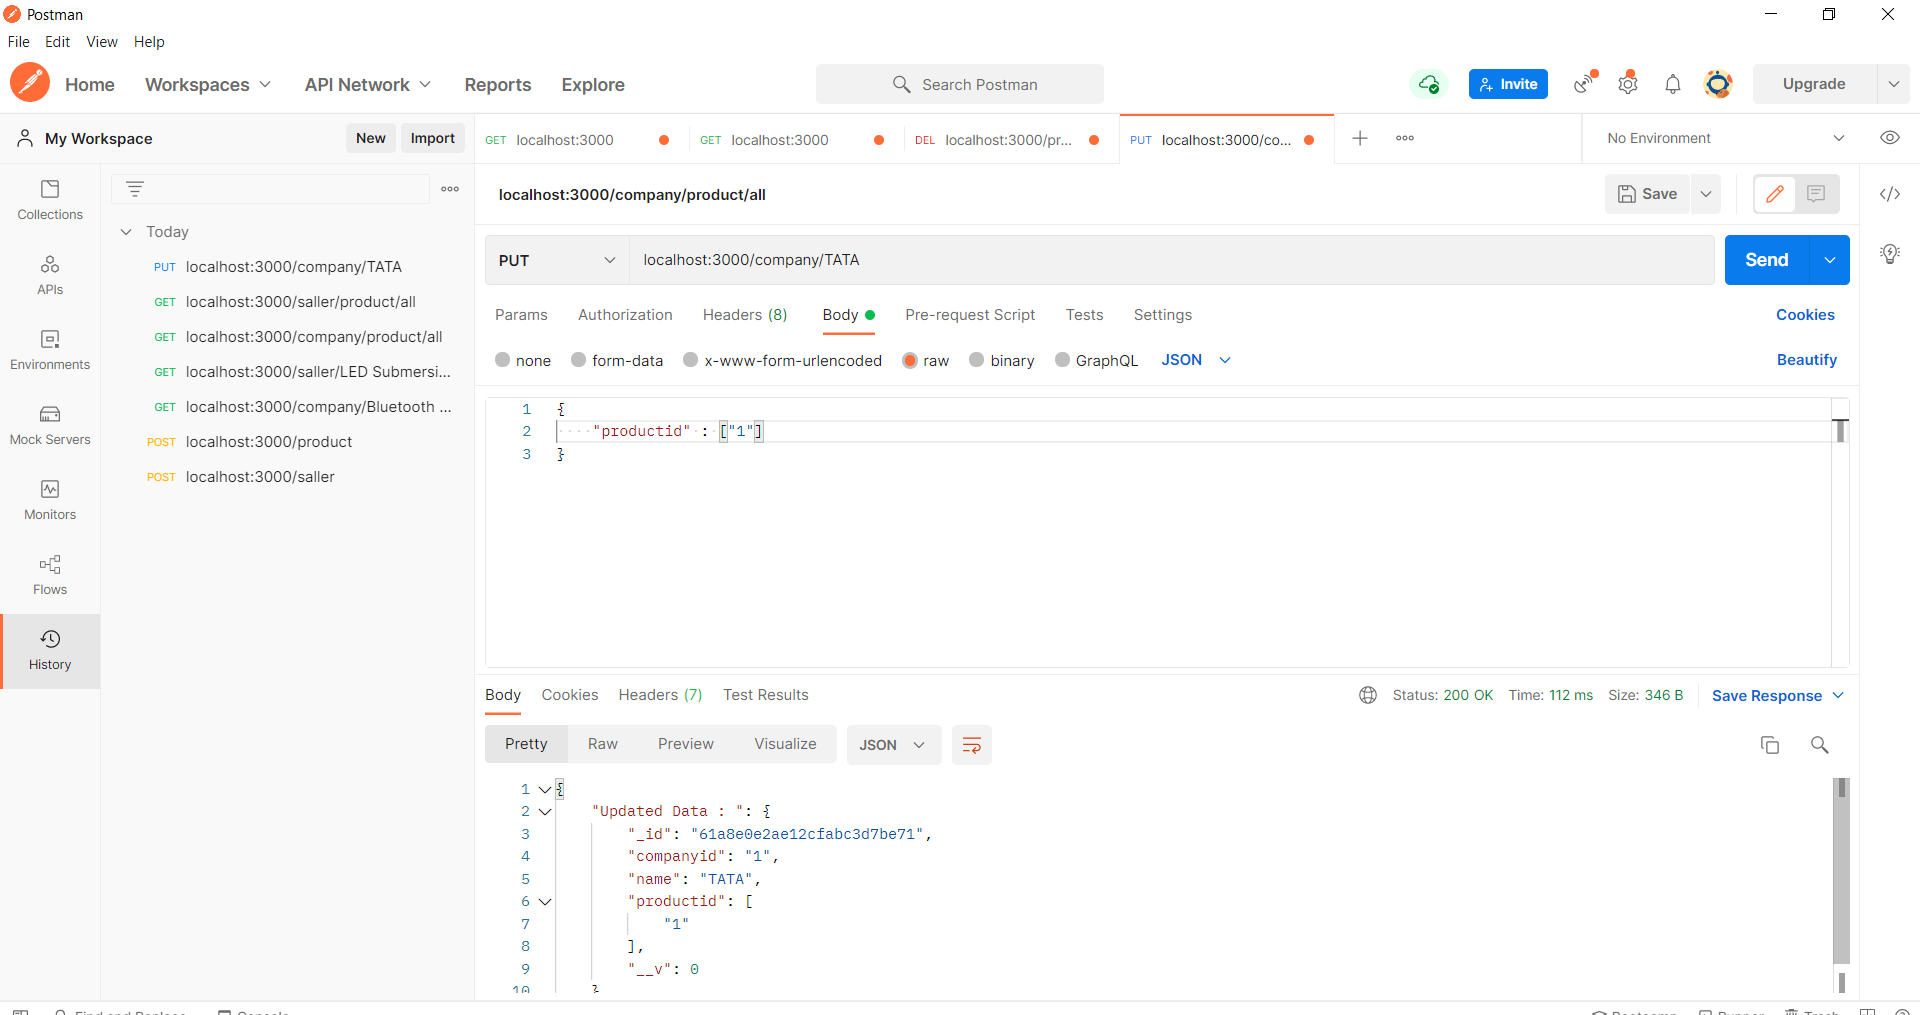 Postman
File Edit View Help
Home Workspaces API Network Reports Explore Search Postman Invite Upgrade
My Workspace New Import GET localhost:3000 GET localhost:3000 DEL localhost:3000/pr... PUT localhost:3000/co... No Environment
localhost:3000/company/product/all Save
Collections
APIs
Environments
Mock Servers
Monitors
Flows
History
Today
PUT localhost:3000/company/TATA
GET localhost:3000/saller/product/all
GET localhost:3000/company/product/all
GET localhost:3000/saller/LED Submersi...
GET localhost:3000/company/Bluetooth ...
POST localhost:3000/product
POST localhost:3000/saller
PUT localhost:3000/company/TATA Send
Params Authorization Headers (8) Body Pre-request Script Tests Settings Cookies
none form-data x-www-form-urlencoded raw binary GraphQL JSON Beautify
1 {
2 "productid" : ["1"]
3 }
Body Cookies Headers (7) Test Results Status: 200 OK Time: 112 ms Size: 346 B Save Response
Pretty Raw Preview Visualize JSON
1 {
2 "Updated Data : ": {
3 "_id": "61a8e0e2ae12cfabc3d7be71",
4 "companyid": "1",
5 "name": "TATA",
6 "productid": [
7 "1"
8 ],
9 "__v": 0
10 }
Find and Replace Console Bootcamp Runner Trash